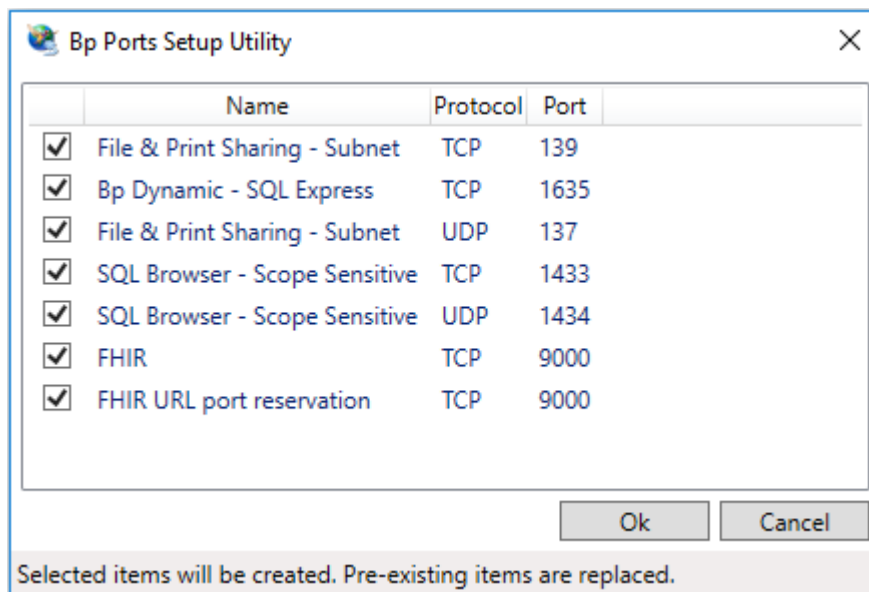 Bp Ports Setup Utility
Name Protocol Port
File & Print Sharing - Subnet TCP 139
Bp Dynamic - SQL Express TCP 1635
File & Print Sharing - Subnet UDP 137
SQL Browser - Scope Sensitive TCP 1433
SQL Browser - Scope Sensitive UDP 1434
FHIR TCP 9000
FHIR URL port reservation TCP 9000
Ok Cancel
Selected items will be created. Pre-existing items are replaced.